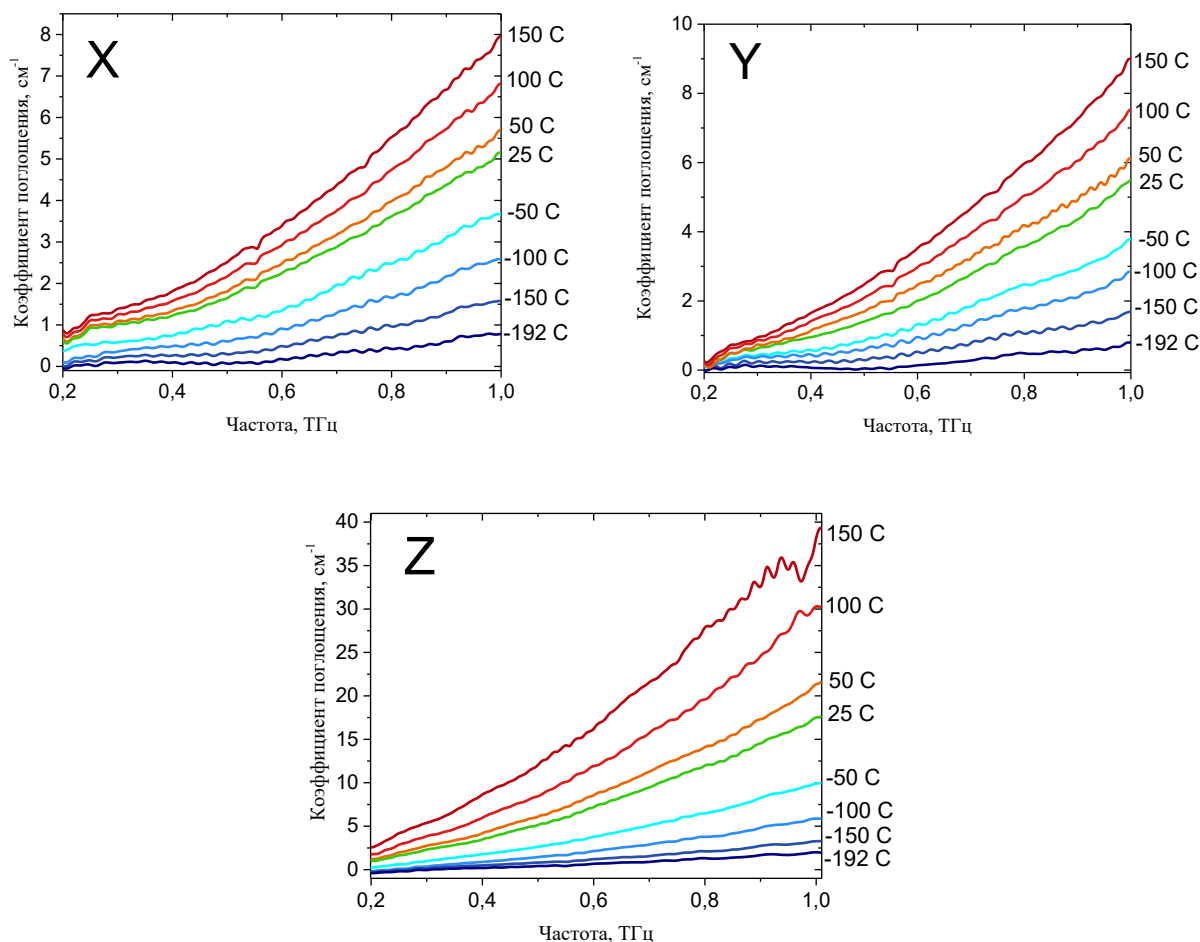 X
Коэффициент поглощения, см-1
8
7
6
5
4
3
2
1
0
150 C
100 C
50 C
25 C
-50 C
-100 C
-150 C
-192 C
0,2 0,4 0,6 0,8 1,0
Частота, ТГц
Y
Коэффициент поглощения, см-1
10
8
6
4
2
0
150 C
100 C
50 C
25 C
-50 C
-100 C
-150 C
-192 C
0,2 0,4 0,6 0,8 1,0
Частота, ТГц
Z
Коэффициент поглощения, см-1
40
35
30
25
20
15
10
5
0
150 C
100 C
50 C
25 C
-50 C
-100 C
-150 C
-192 C
0,2 0,4 0,6 0,8 1,0
Частота, ТГц